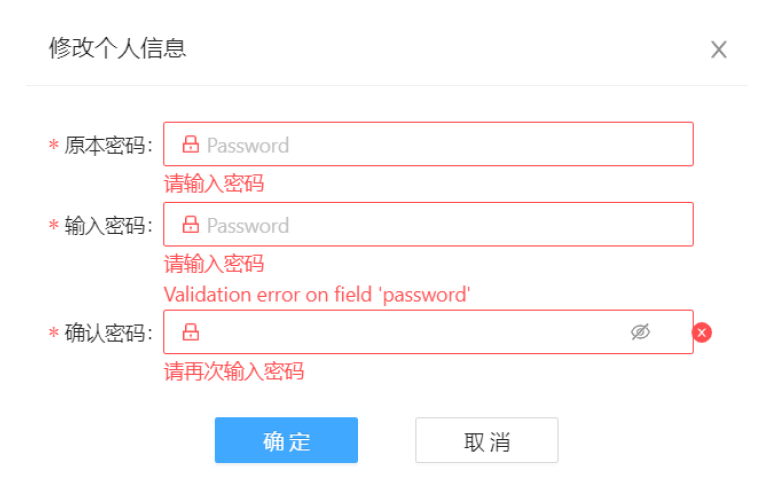 修改个人信息
* 原本密码: Password
请输入密码
* 输入密码: Password
请输入密码
Validation error on field 'password'
* 确认密码:
请再次输入密码
确定 取消